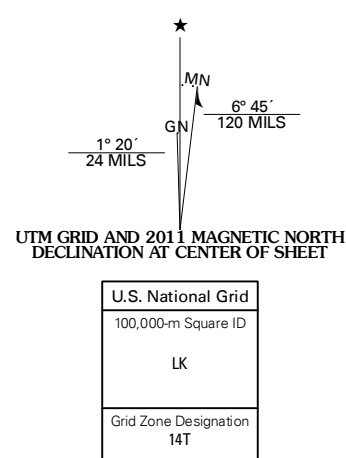 ★
MN
GN
6° 45´
120 MILS
1° 20´
24 MILS
UTM GRID AND 2011 MAGNETIC NORTH
DECLINATION AT CENTER OF SHEET
U.S. National Grid
100,000-m Square ID
LK
Grid Zone Designation
14T